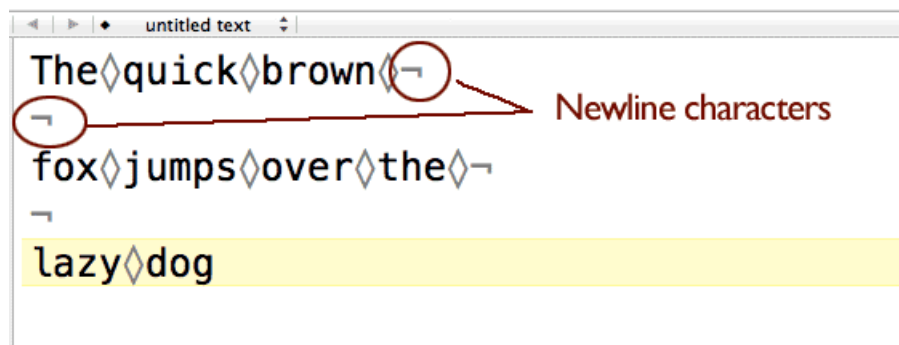 untitled text
The◊quick◊brown◊¬
Newline characters
¬
fox◊jumps◊over◊the◊¬
¬
lazy◊dog